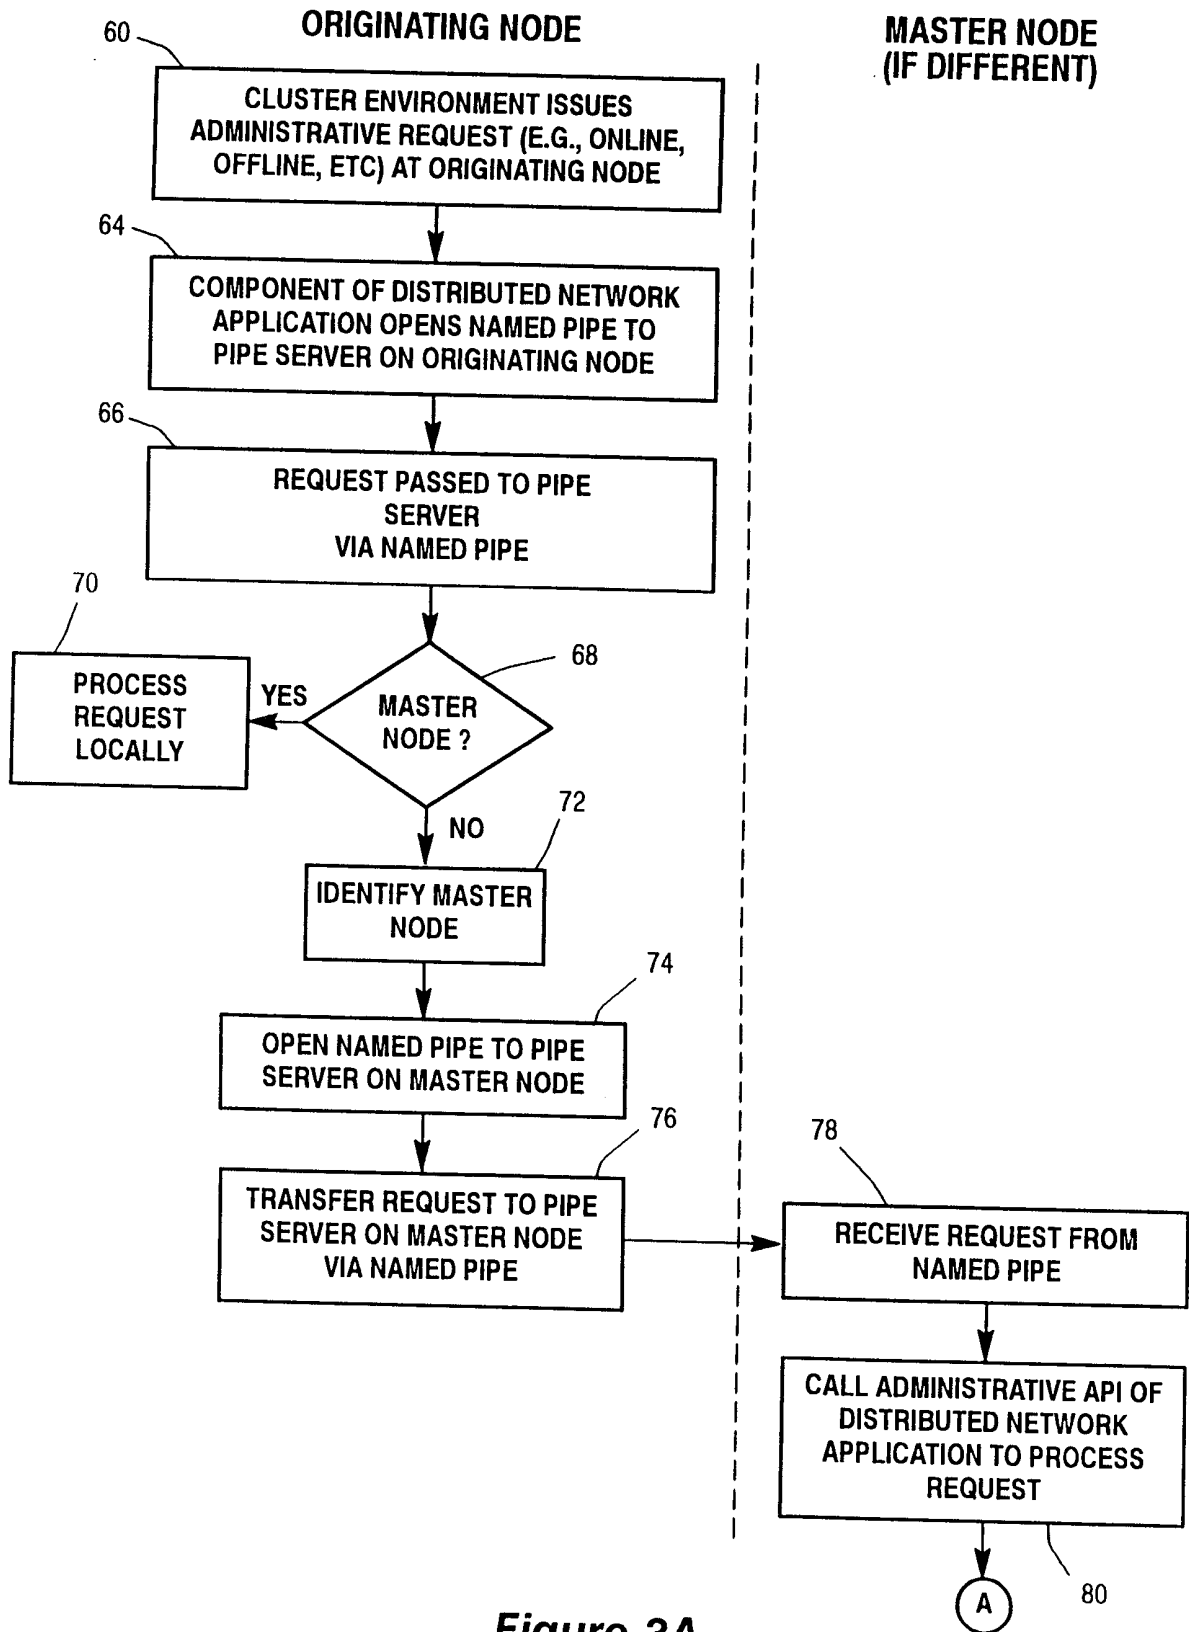 ORIGINATING NODE
MASTER NODE
(IF DIFFERENT)
60
CLUSTER ENVIRONMENT ISSUES
ADMINISTRATIVE REQUEST (E.G., ONLINE,
OFFLINE, ETC) AT ORIGINATING NODE
64
COMPONENT OF DISTRIBUTED NETWORK
APPLICATION OPENS NAMED PIPE TO
PIPE SERVER ON ORIGINATING NODE
66
REQUEST PASSED TO PIPE
SERVER
VIA NAMED PIPE
70
PROCESS
REQUEST
LOCALLY
YES
68
MASTER
NODE ?
NO
72
IDENTIFY MASTER
NODE
74
OPEN NAMED PIPE TO PIPE
SERVER ON MASTER NODE
76
TRANSFER REQUEST TO PIPE
SERVER ON MASTER NODE
VIA NAMED PIPE
78
RECEIVE REQUEST FROM
NAMED PIPE
CALL ADMINISTRATIVE API OF
DISTRIBUTED NETWORK
APPLICATION TO PROCESS
REQUEST
80
A
Figure